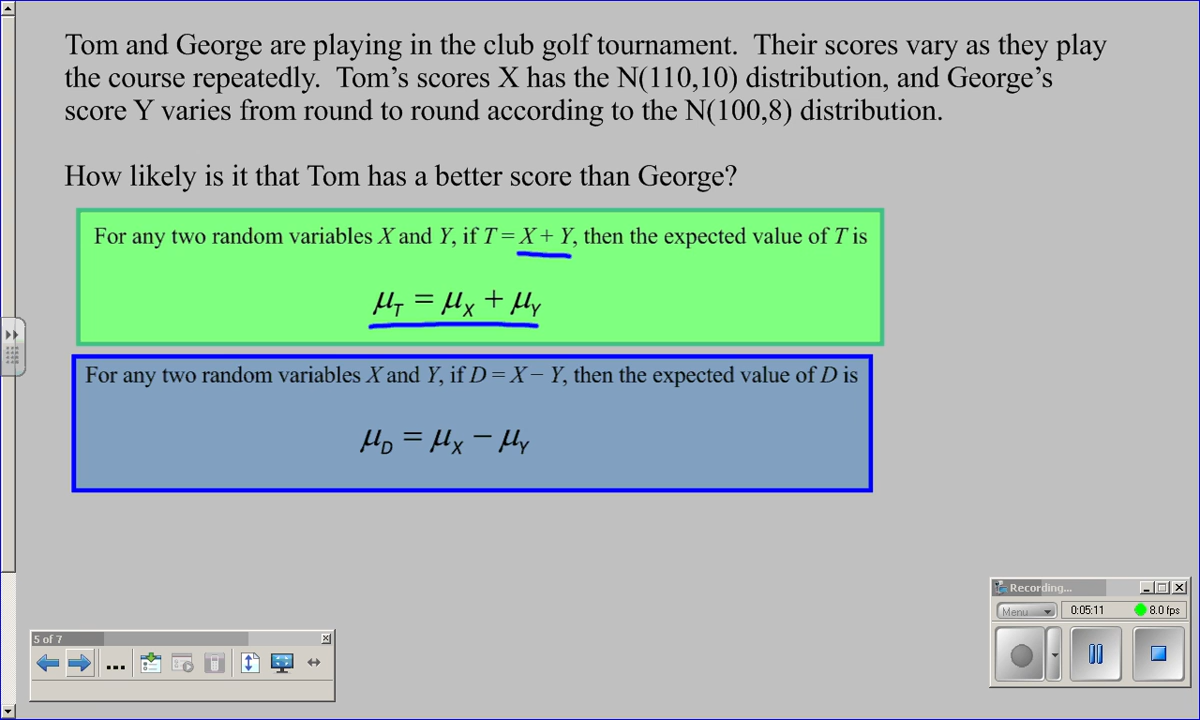 Tom and George are playing in the club golf tournament.  Their scores vary as they play
the course repeatedly.  Tom’s scores X has the N(110,10) distribution, and George’s
score Y varies from round to round according to the N(100,8) distribution.
How likely is it that Tom has a better score than George?
For any two random variables X and Y, if T = X + Y, then the expected value of T is
μT = μX + μY
For any two random variables X and Y, if D = X − Y, then the expected value of D is
μD = μX − μY
Recording...
Menu 0:05:11 8.0 fps
5 of 7